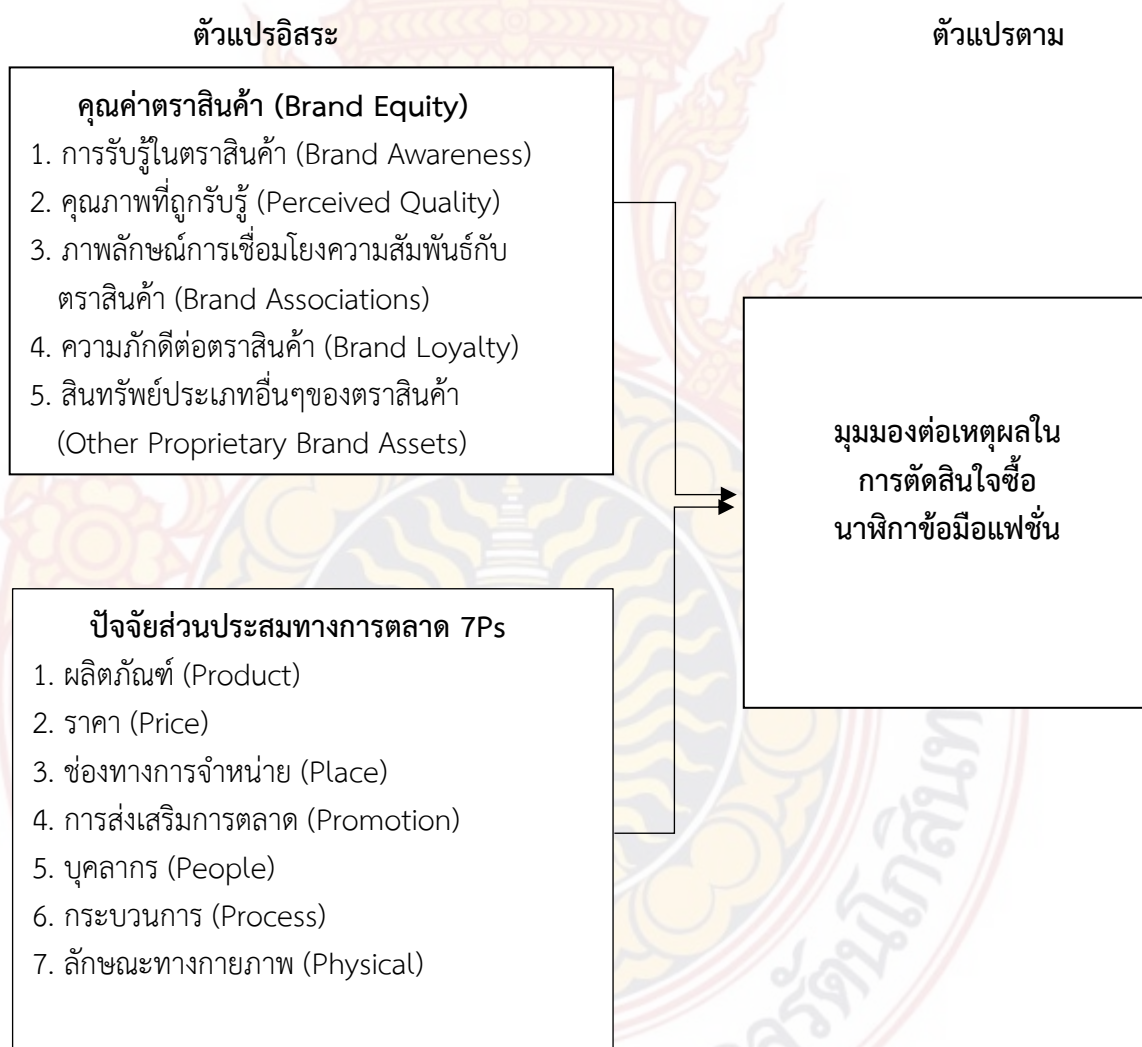 ตัวแปรอิสระ
ตัวแปรตาม
คุณค่าตราสินค้า (Brand Equity)
1. การรับรู้ในตราสินค้า (Brand Awareness)
2. คุณภาพที่ถูกรับรู้ (Perceived Quality)
3. ภาพลักษณ์การเชื่อมโยงความสัมพันธ์กับ
ตราสินค้า (Brand Associations)
4. ความภักดีต่อตราสินค้า (Brand Loyalty)
5. สินทรัพย์ประเภทอื่นๆของตราสินค้า
(Other Proprietary Brand Assets)
มุมมองต่อเหตุผลใน
การตัดสินใจซื้อ
นาฬิกาข้อมือแฟชั่น
ปัจจัยส่วนประสมทางการตลาด 7Ps
1. ผลิตภัณฑ์ (Product)
2. ราคา (Price)
3. ช่องทางการจำหน่าย (Place)
4. การส่งเสริมการตลาด (Promotion)
5. บุคลากร (People)
6. กระบวนการ (Process)
7. ลักษณะทางกายภาพ (Physical)